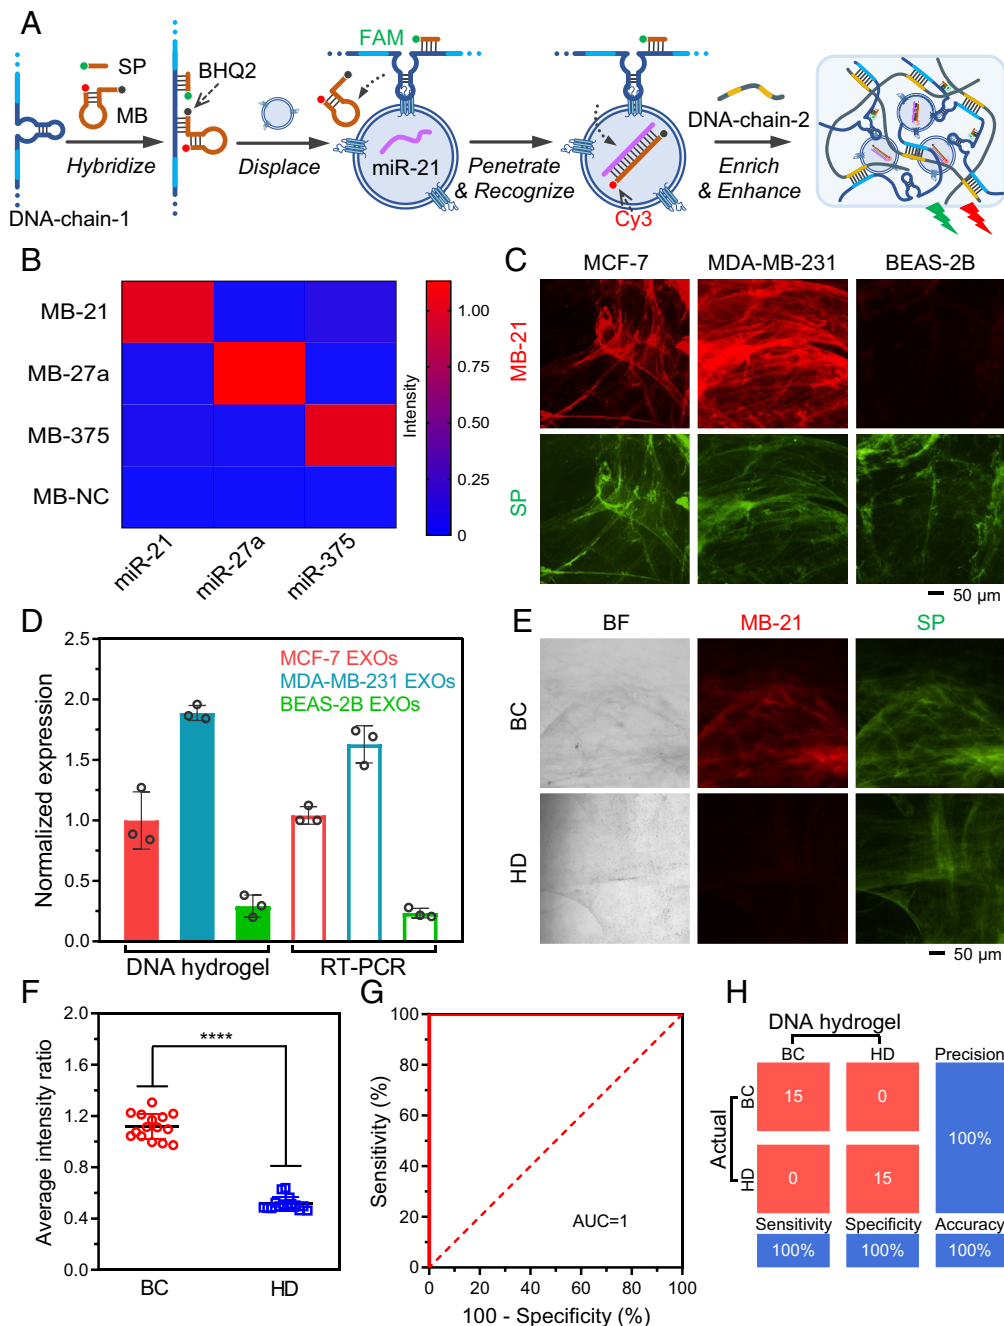 A
SP
MB
BHQ2
FAM
Hybridize
Displace
miR-21
Penetrate
& Recognize
Cy3
DNA-chain-2
Enrich
& Enhance
DNA-chain-1
B
MB-21
MB-27a
MB-375
MB-NC
miR-21
miR-27a
miR-375
Intensity
1.00
0.75
0.50
0.25
0
C
MCF-7 MDA-MB-231 BEAS-2B
MB-21
SP
50 µm
D
Normalized expression
2.5
2.0
1.5
1.0
0.5
0.0
MCF-7 EXOs
MDA-MB-231 EXOs
BEAS-2B EXOs
DNA hydrogel RT-PCR
E
BF MB-21 SP
BC
HD
50 µm
F
Average intensity ratio
2.0
1.6
1.2
0.8
0.4
0.0
****
BC HD
G
Sensitivity (%)
100
80
60
40
20
0
AUC=1
0 20 40 60 80 100
100 - Specificity (%)
H
DNA hydrogel
BC HD Precision
Actual
BC
15 0
100%
HD
0 15
Sensitivity Specificity Accuracy
100% 100% 100%